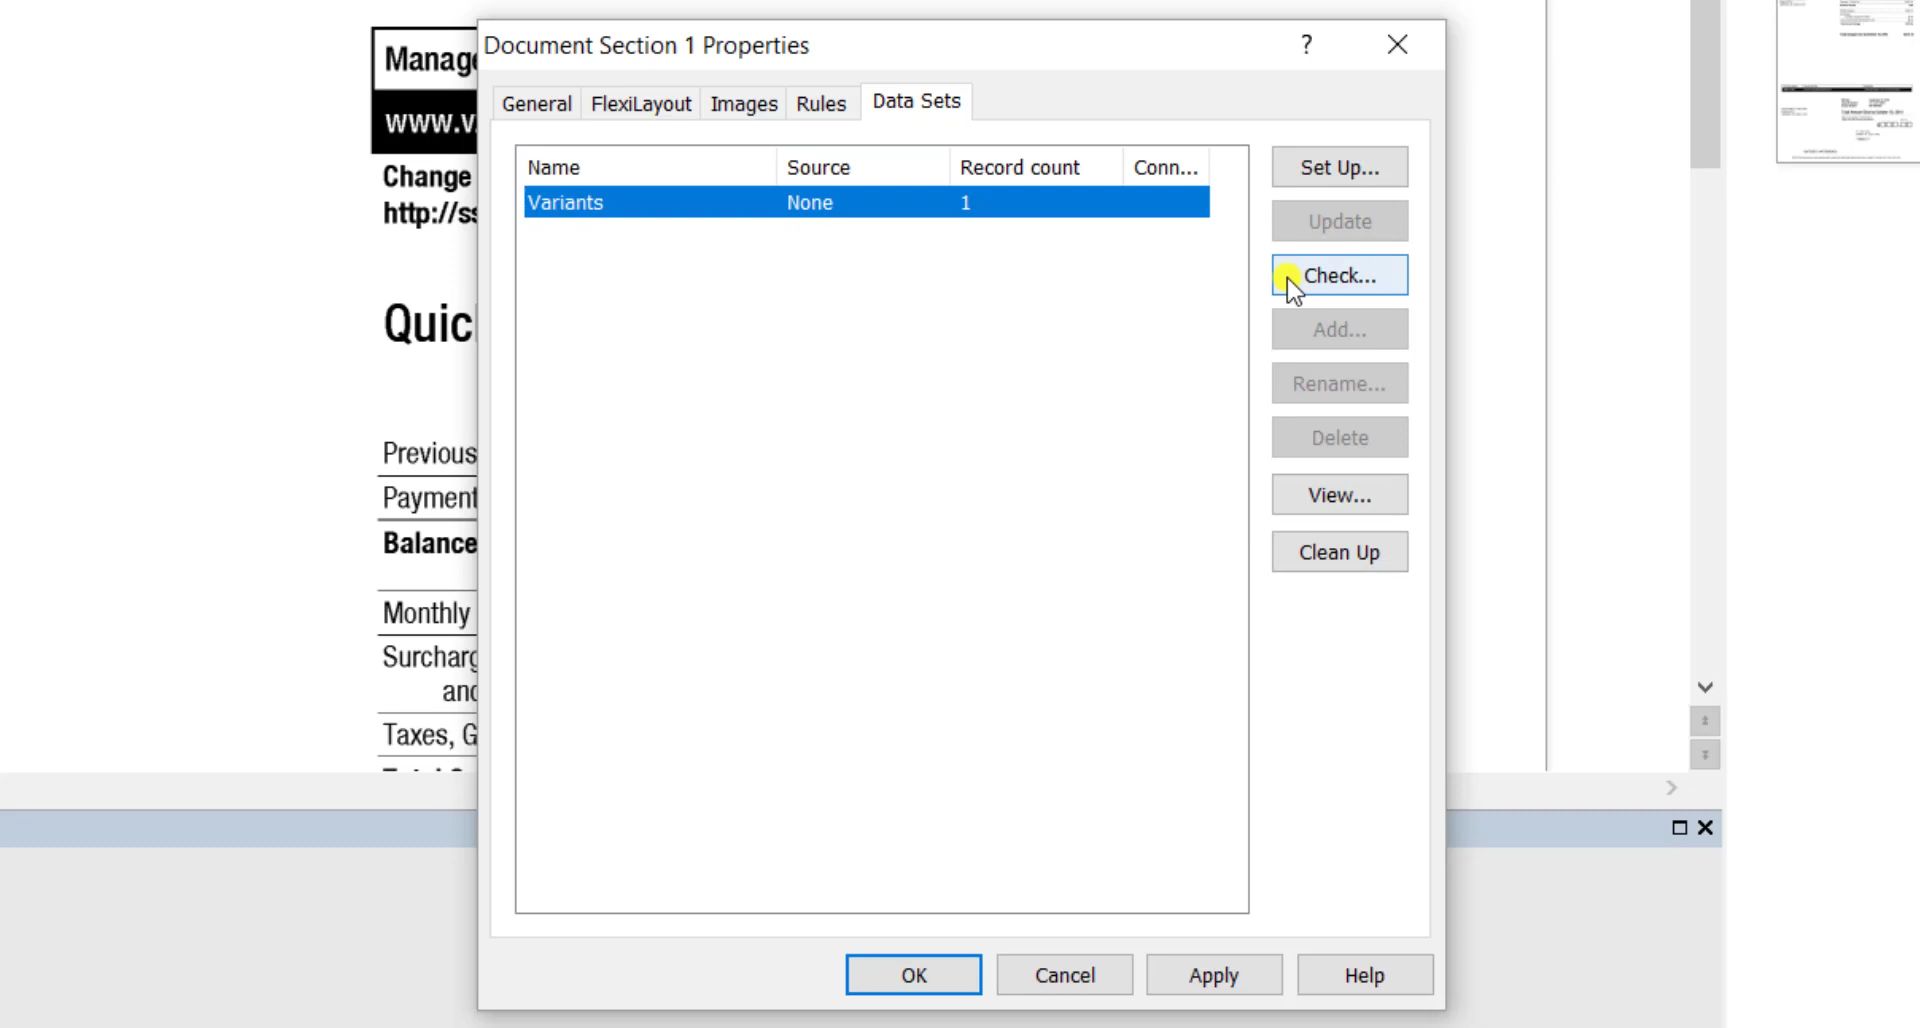 Manag
www.v
Change
http://ss
Quic
Previous
Payment
Balance
Monthly
Surcharg
and
Taxes, G
Document Section 1 Properties
?
General
FlexiLayout
Images
Rules
Data Sets
Name
Source
Record count
Conn...
Variants
None
1
Set Up...
Update
Check...
Add...
Rename...
Delete
View...
Clean Up
OK
Cancel
Apply
Help